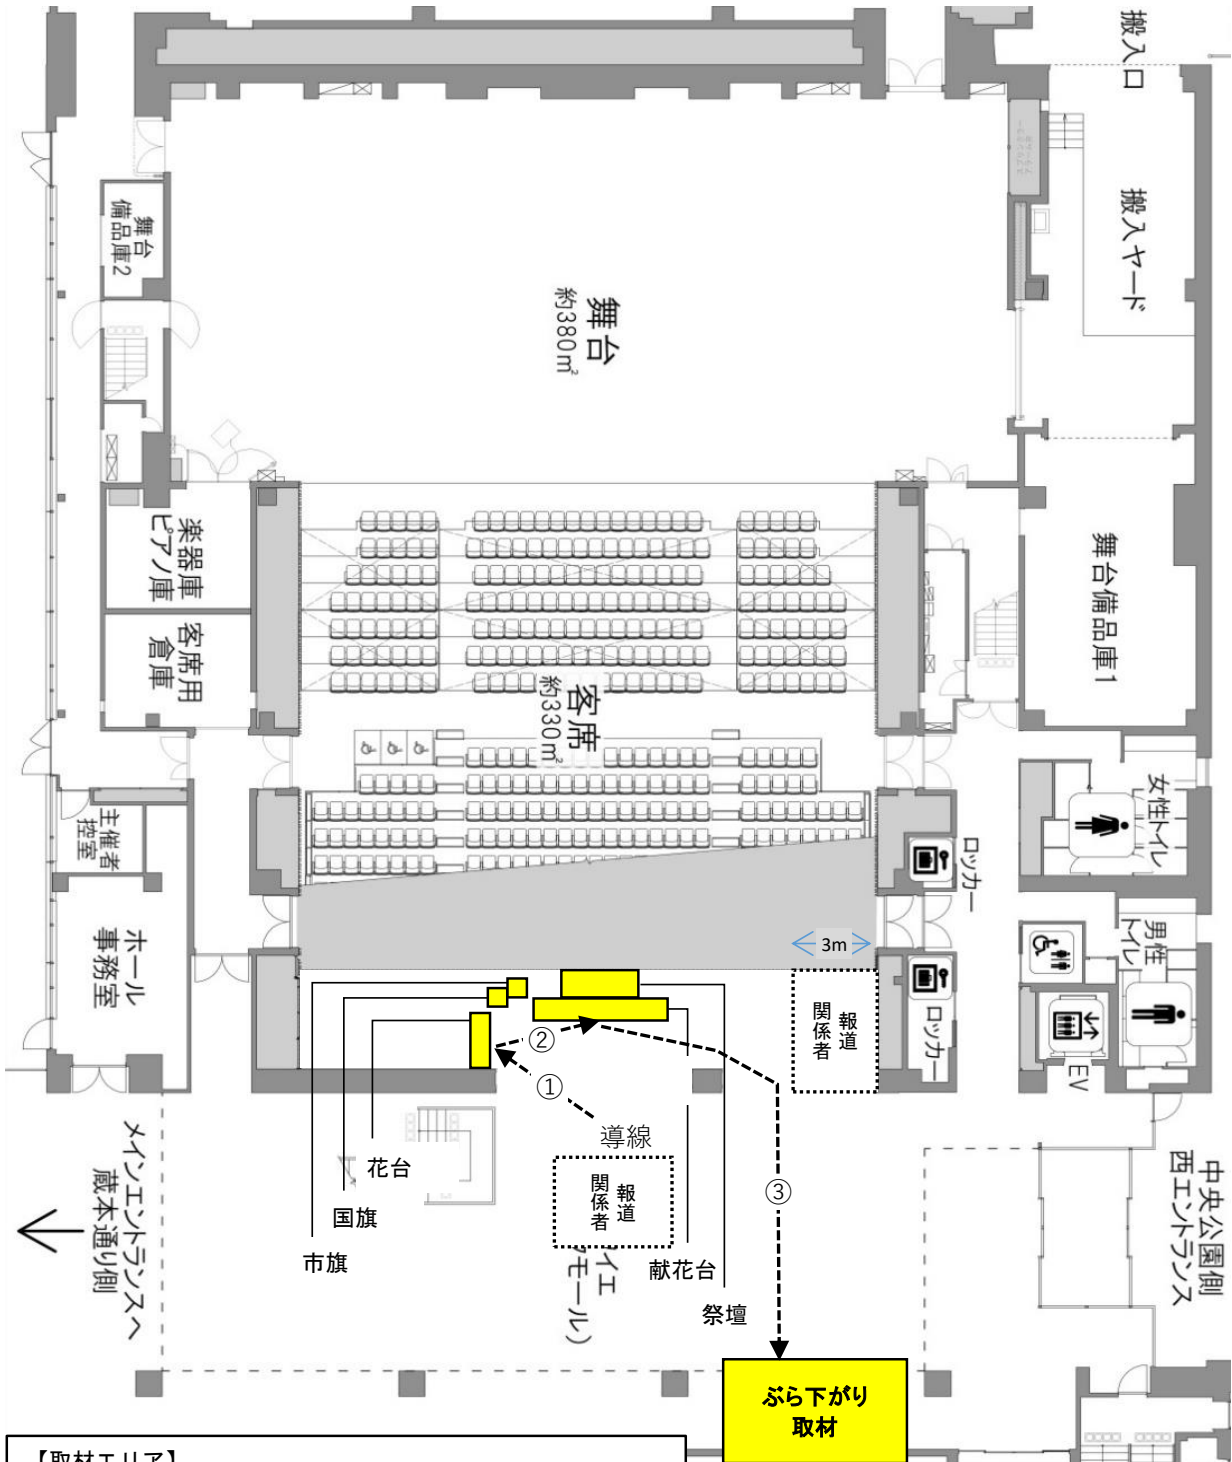 搬入口
搬入ヤード
舞台
備品庫2
舞台
約380㎡
楽器庫
ピアノ庫
客席用
倉庫
舞台備品庫1
客席
約330㎡
主催者
控室
女性トイレ
ロッカー
ホール
事務室
男性
トイレ
3m
報道
関係者
ロッカー
EV
②
①
導線
花台
国旗
市旗
報道
関係者
③
献花台
祭壇
イエ
モール)
メインエントランスへ
蔵本通り側
中央公園側
西エントランス
ぶら下がり
取材
【取材エリア】